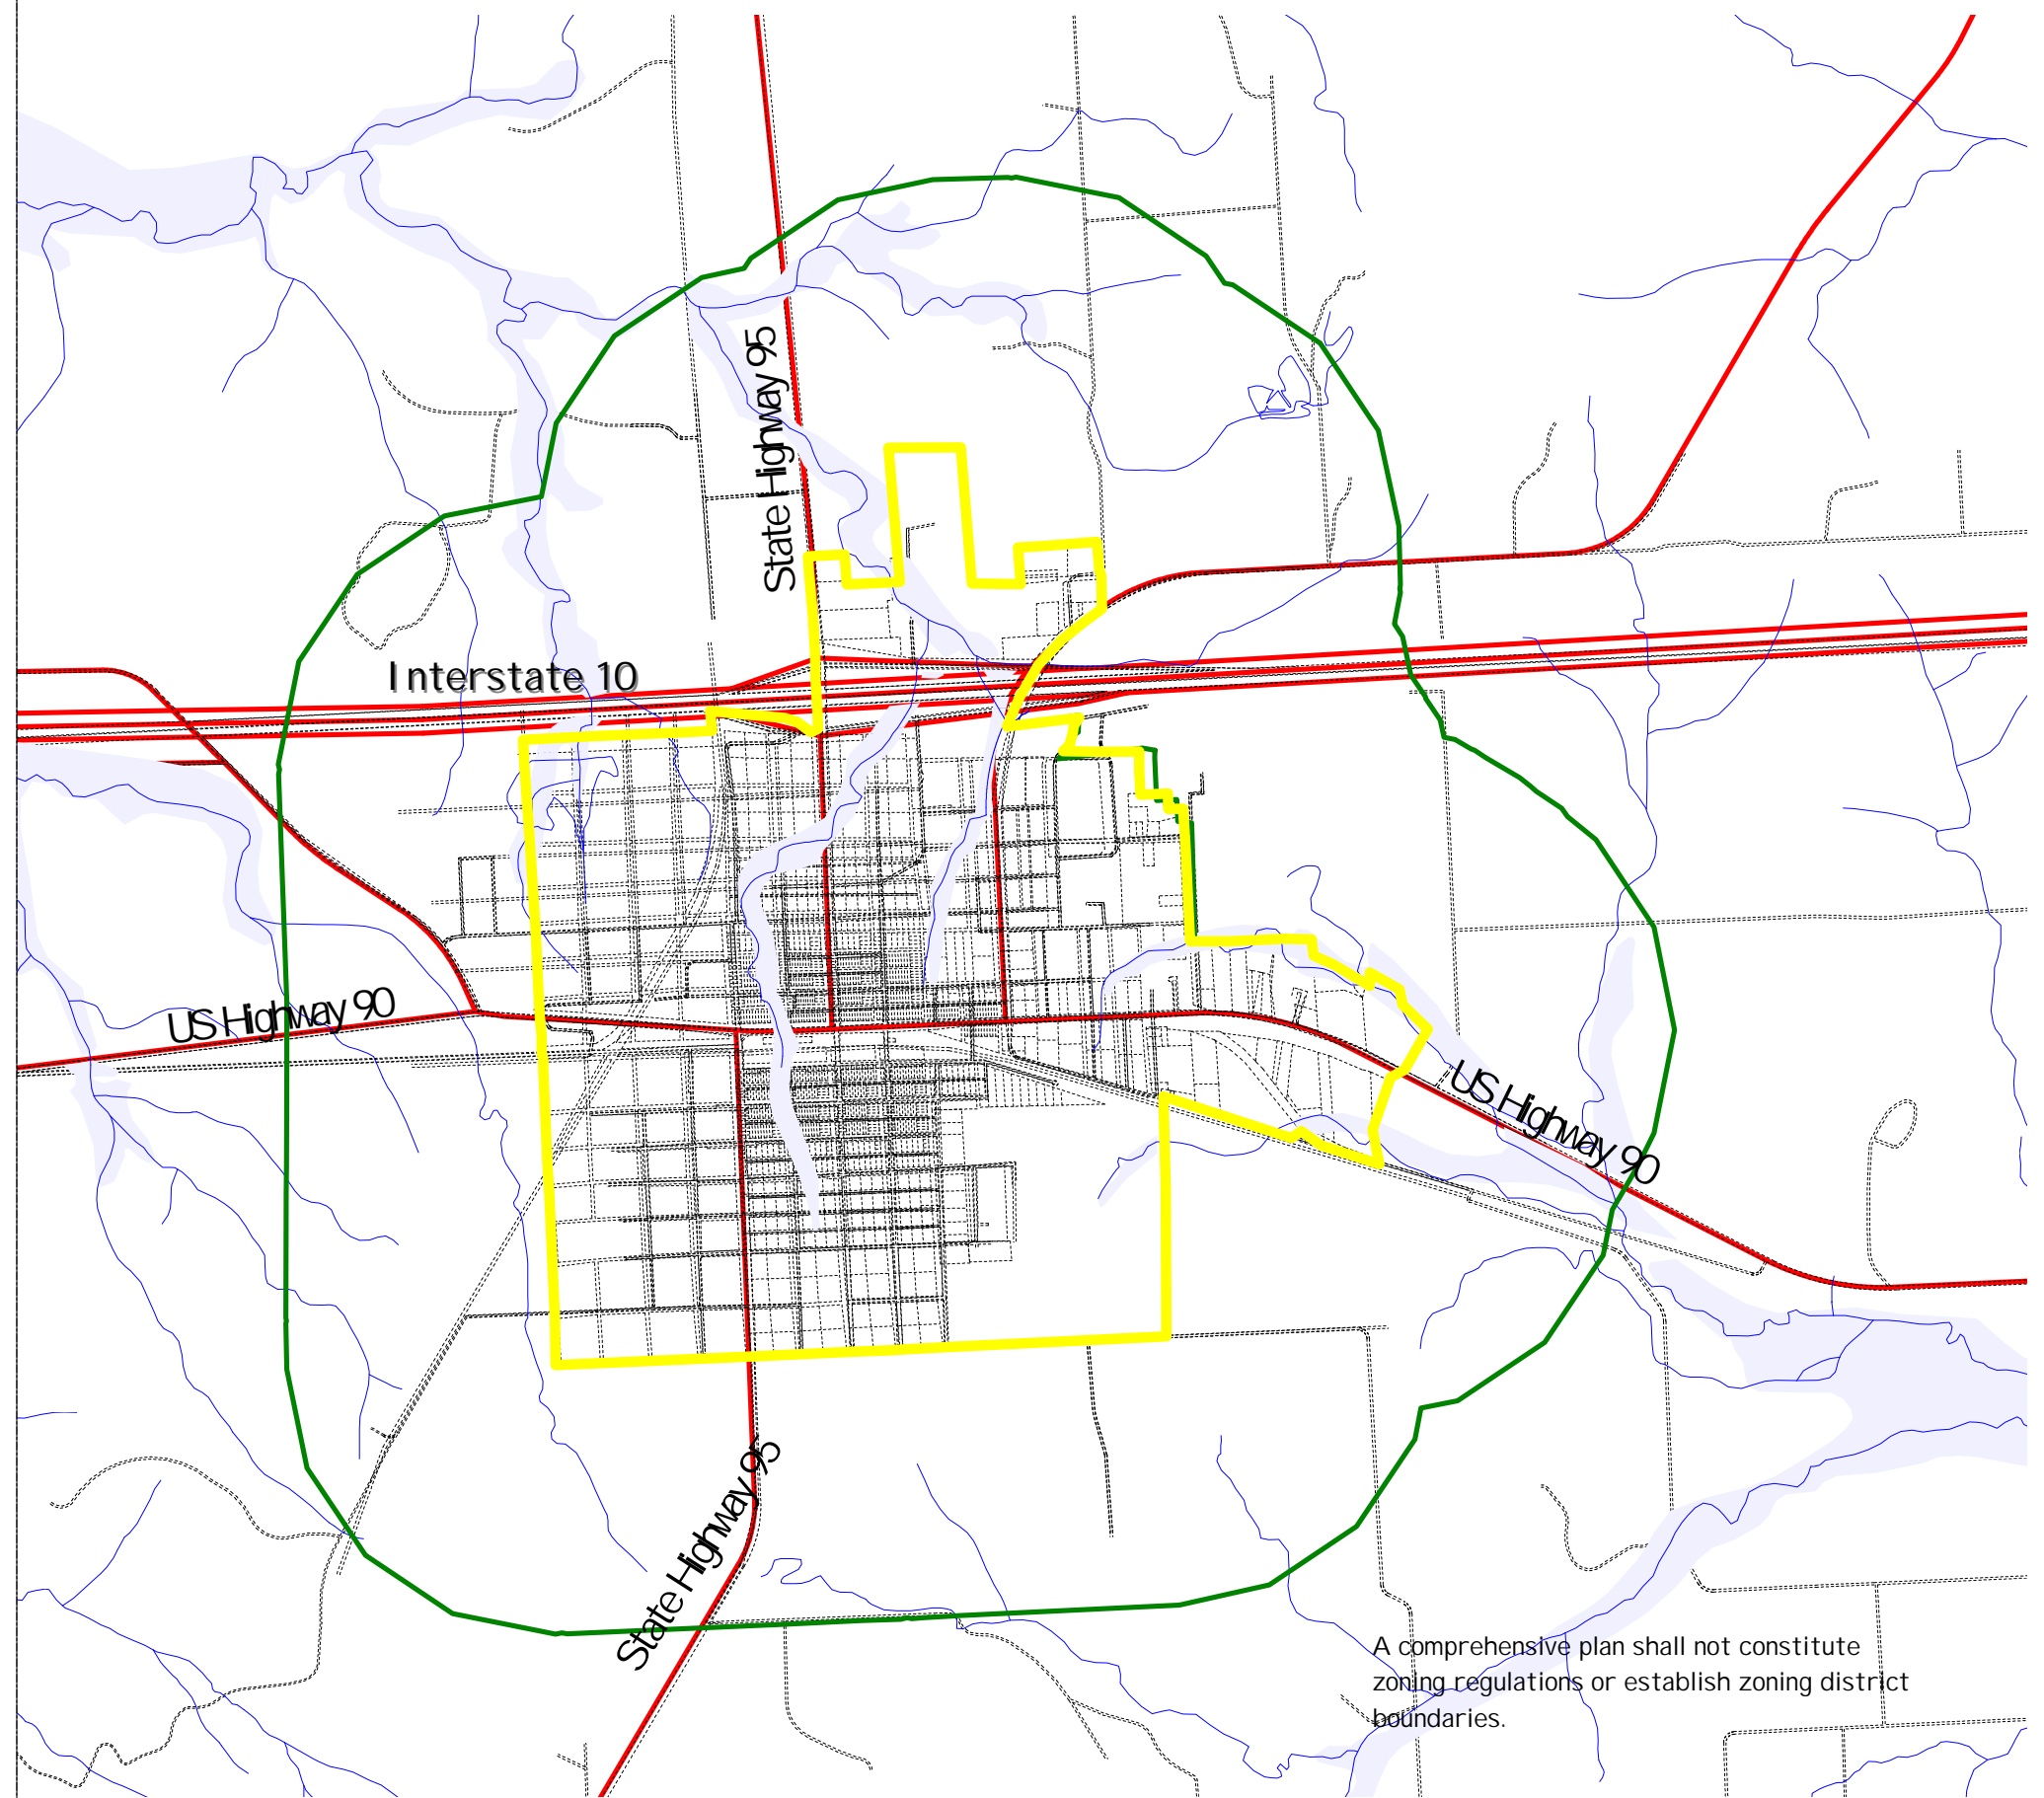 State Highway 95
Interstate 10
US Highway 90
US Highway 90
State Highway 95
A comprehensive plan shall not constitute
zoning regulations or establish zoning district
boundaries.